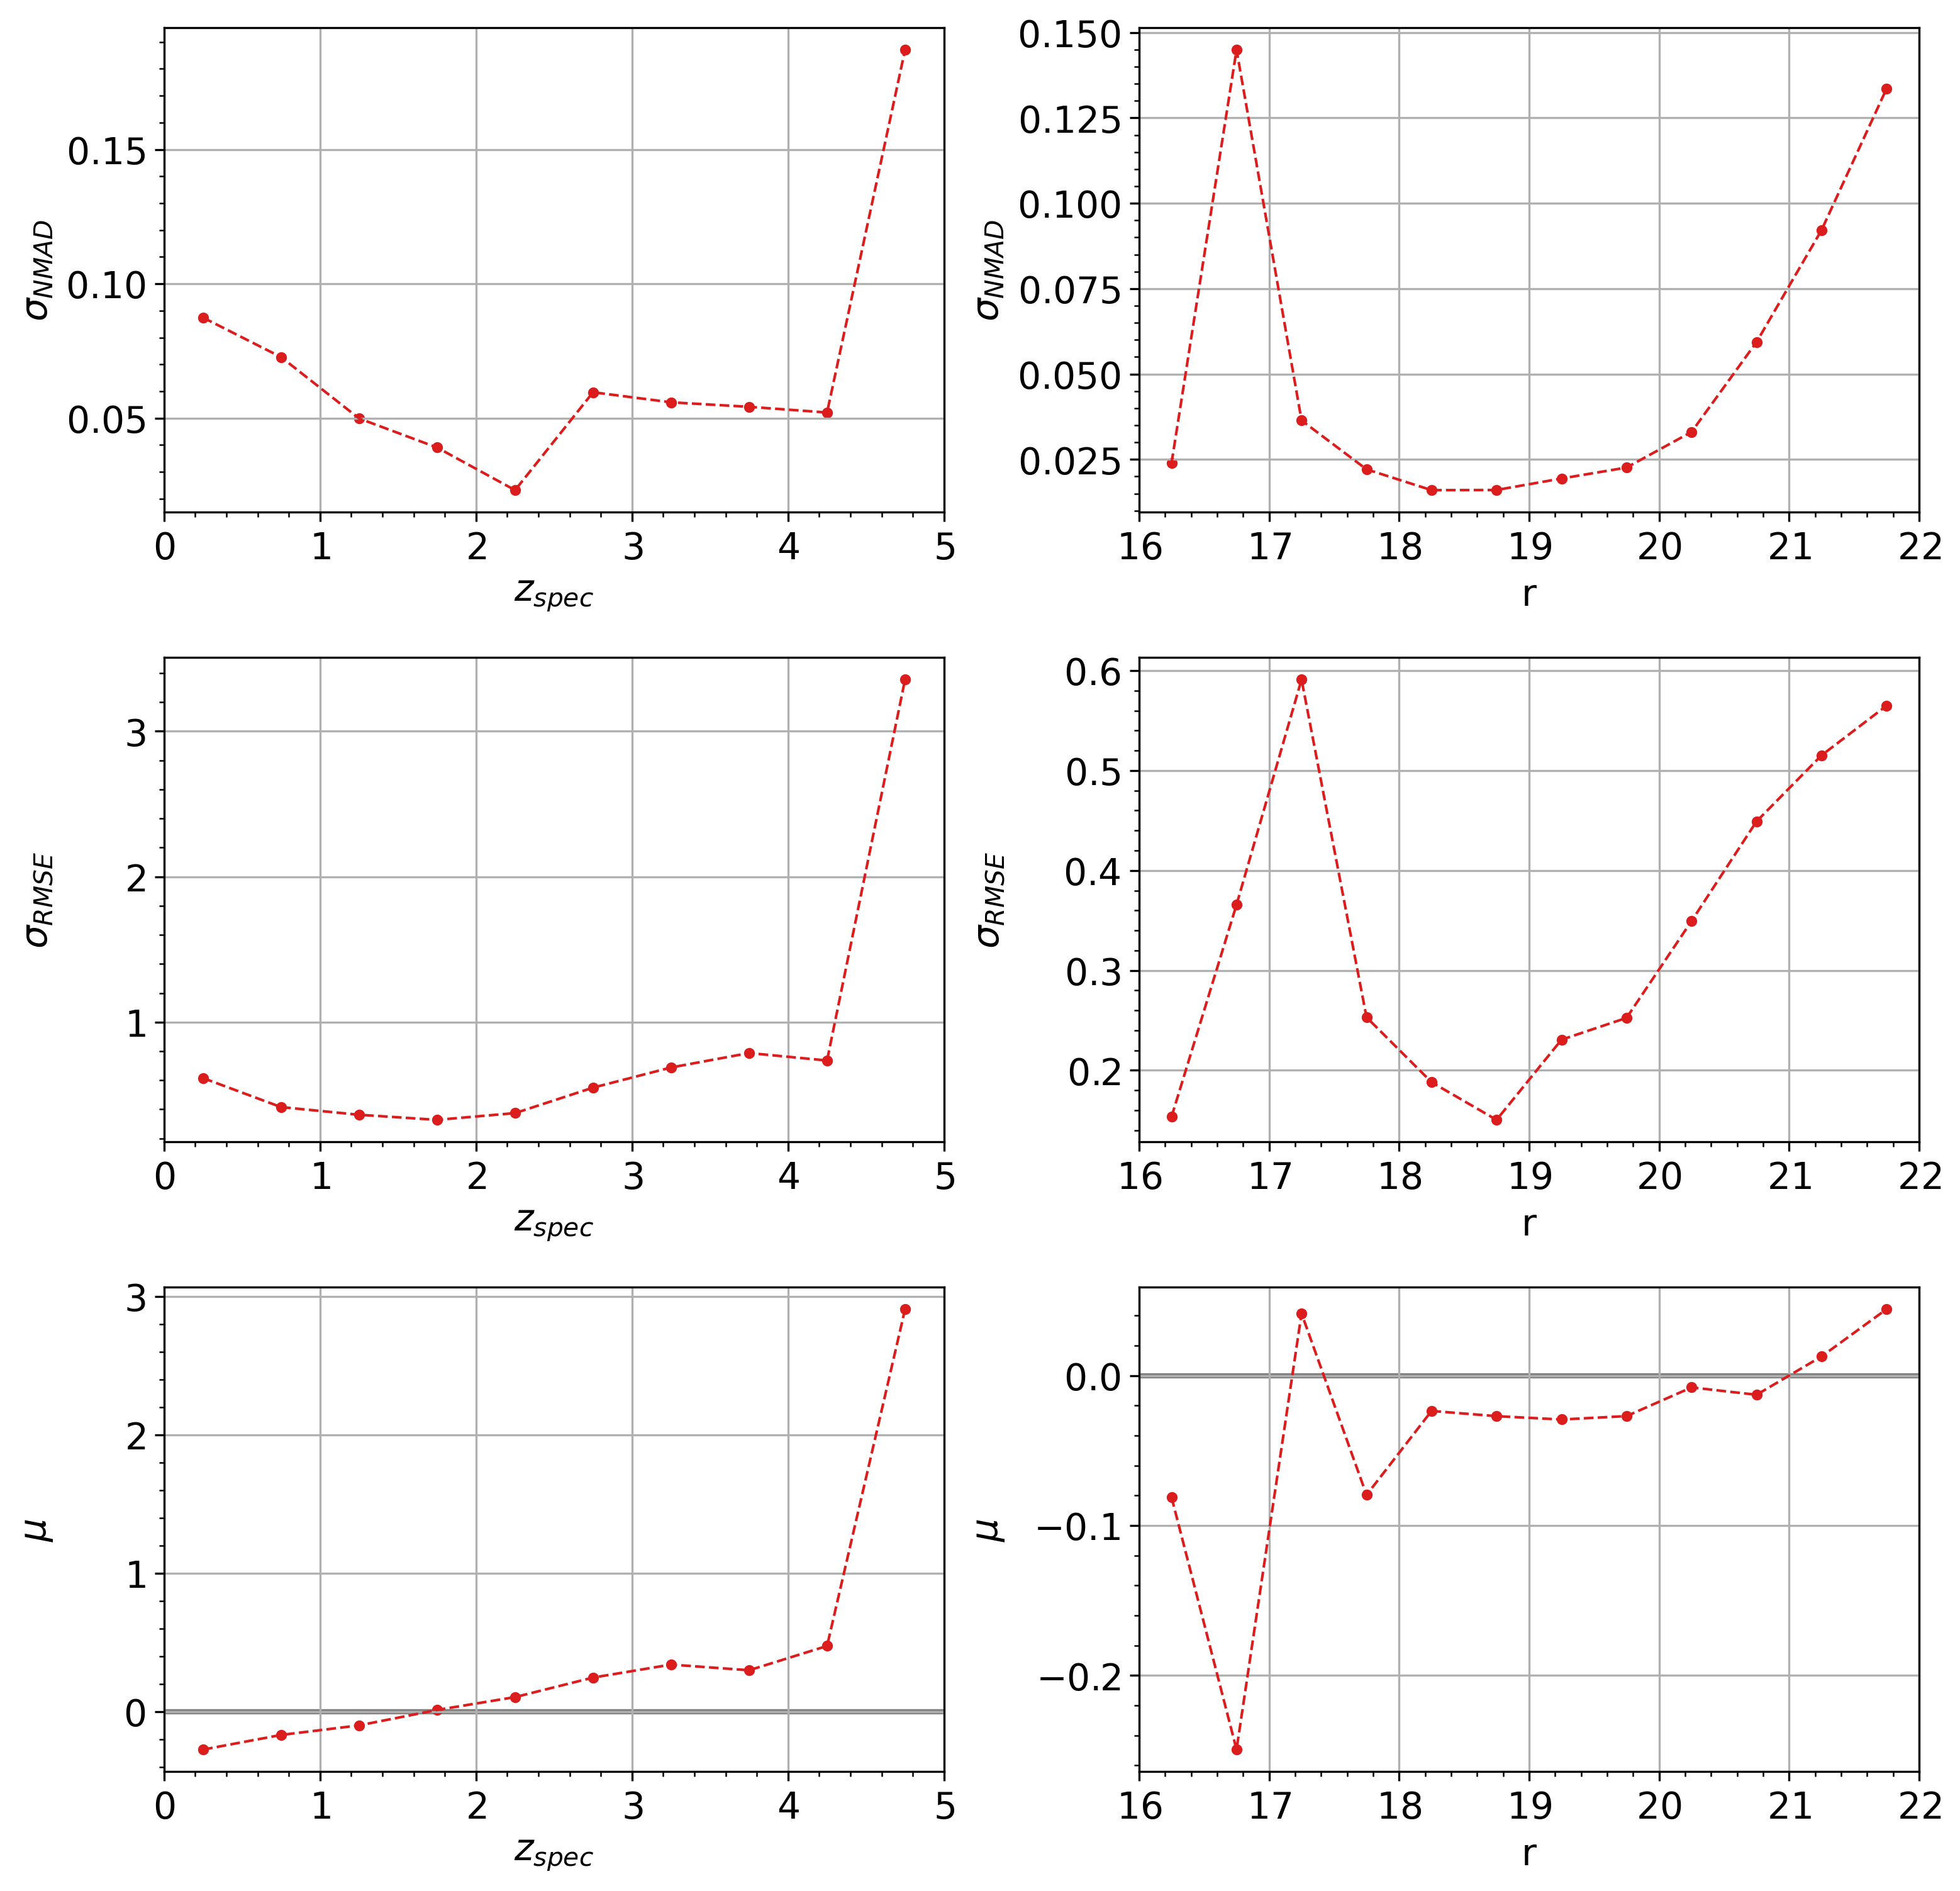 0.15
0.10
0.05
σNMAD
0 1 2 3 4 5
zspec
0.150
0.125
0.100
0.075
0.050
0.025
σNMAD
16 17 18 19 20 21 22
r
3
2
1
σRMSE
0 1 2 3 4 5
zspec
0.6
0.5
0.4
0.3
0.2
σRMSE
16 17 18 19 20 21 22
r
3
2
1
0
μ
0 1 2 3 4 5
zspec
0.0
−0.1
−0.2
μ
16 17 18 19 20 21 22
r